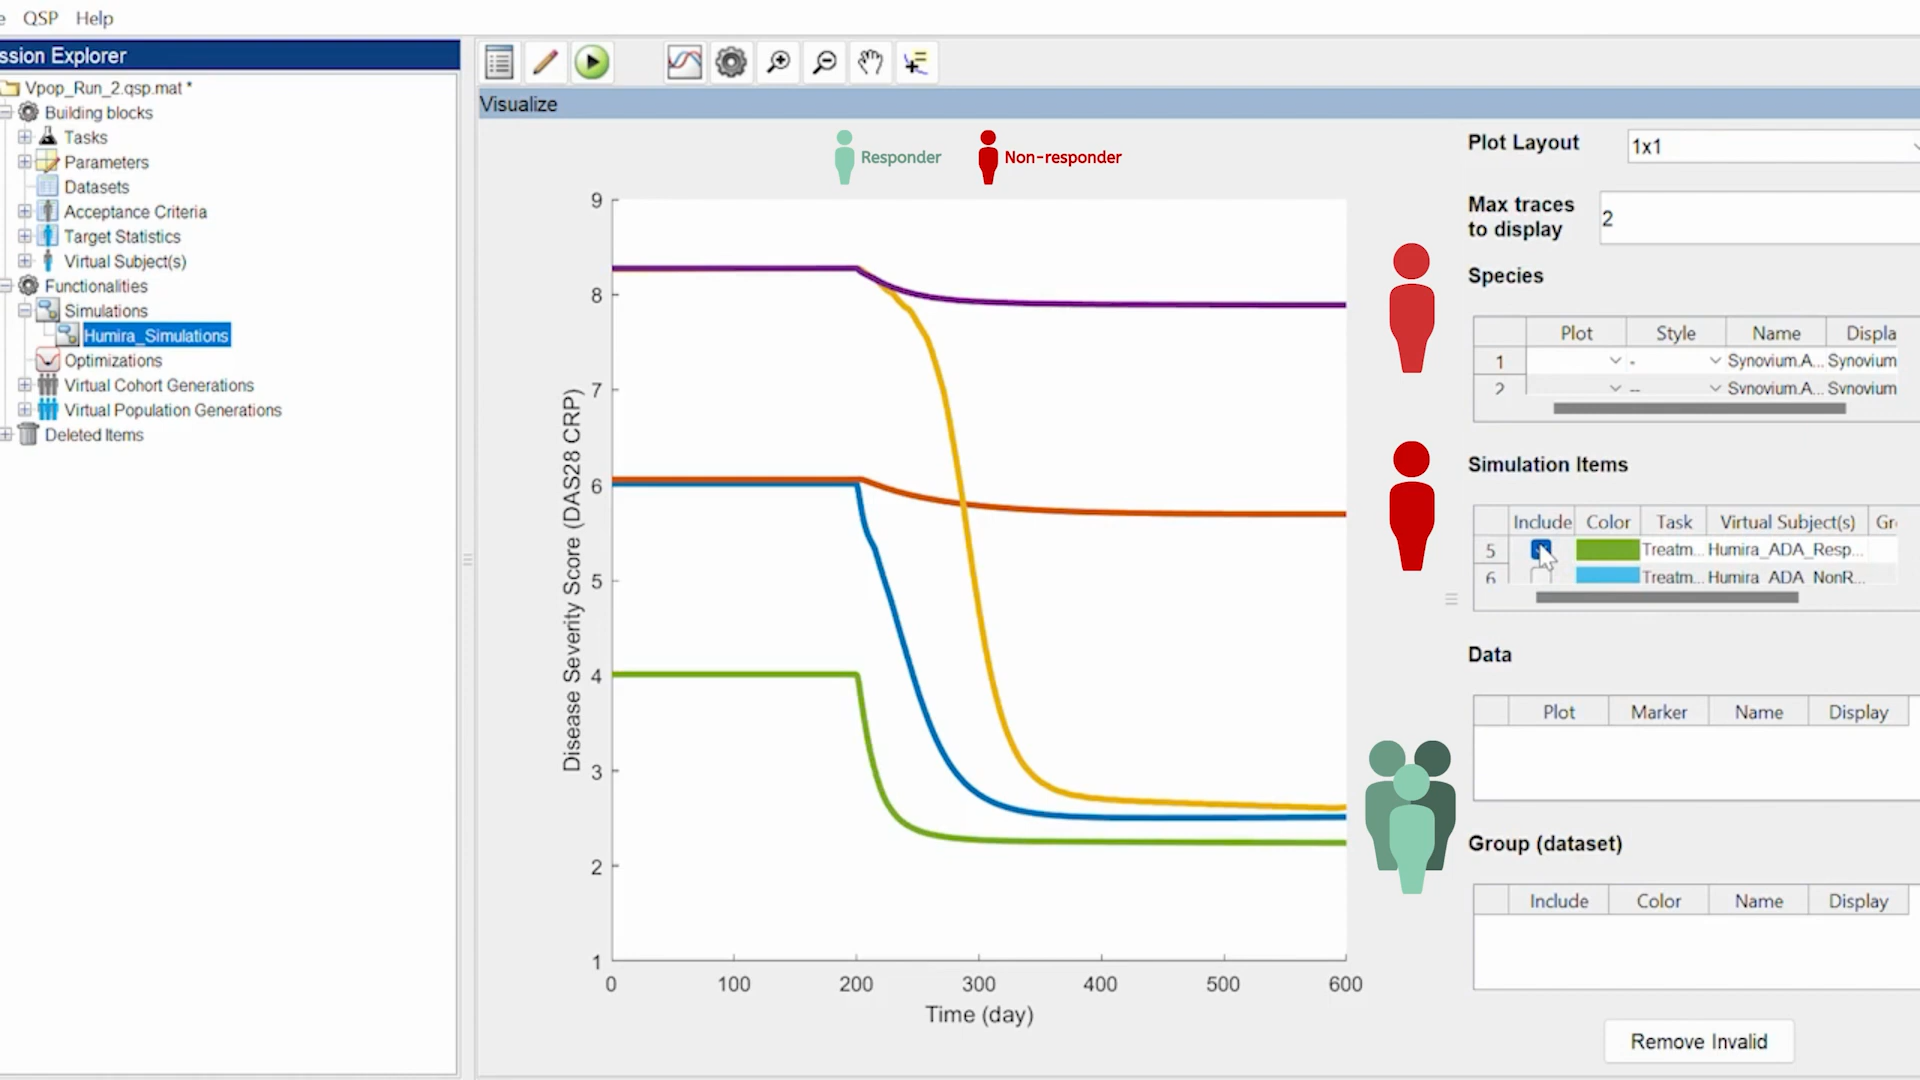 e QSP Help
ssion Explorer
Vpop_Run_2.qsp.mat *
Building blocks
Tasks
Parameters
Datasets
Acceptance Criteria
Target Statistics
Virtual Subject(s)
Functionalities
Simulations
Humira_Simulations
Optimizations
Virtual Cohort Generations
Virtual Population Generations
Deleted Items
Visualize
Responder Non-responder
9
8
7
6
5
4
3
2
1
Disease Severity Score (DAS28 CRP)
0 100 200 300 400 500 600
Time (day)
Plot Layout 1x1
Max traces
to display
2
Species
Plot Style Name Displa
1 - Synovium.A... Synovium
2 -- Synovium.A... Synovium
Simulation Items
Include Color Task Virtual Subject(s) Gr
5 Treatm... Humira_ADA_Resp...
6 Treatm... Humira_ADA_NonR...
Data
Plot Marker Name Display
Group (dataset)
Include Color Name Display
Remove Invalid